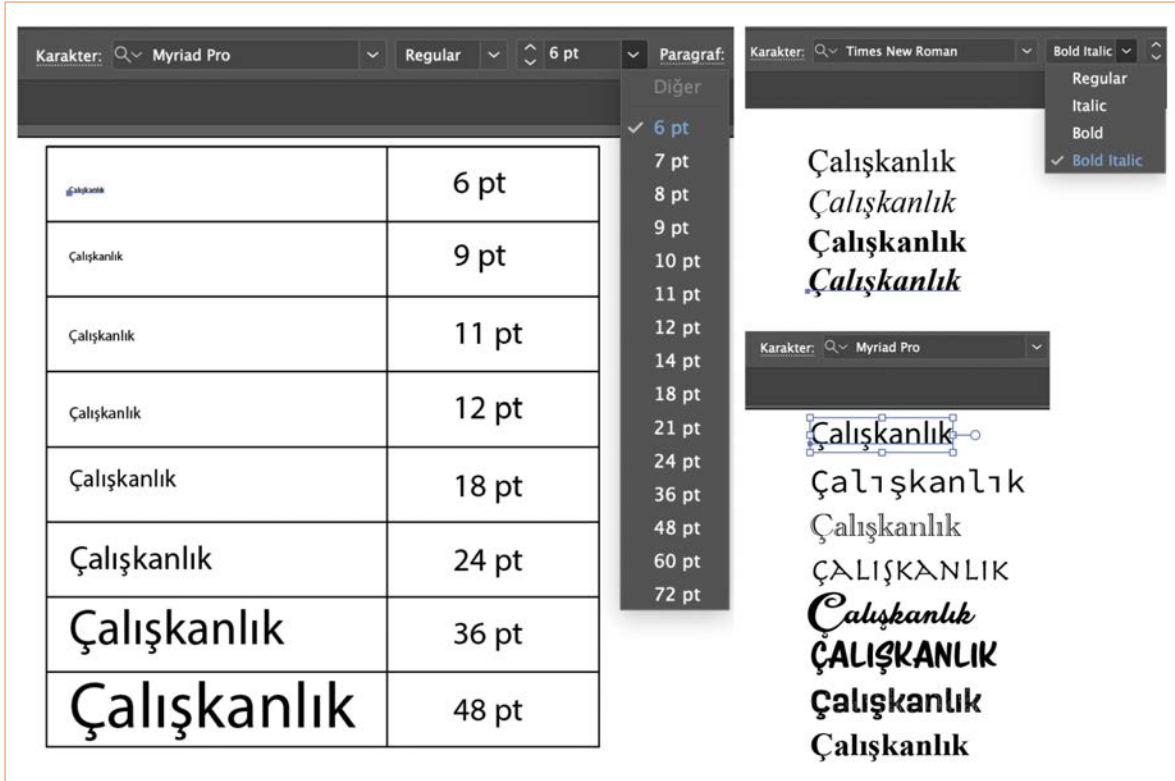 Karakter: Myriad Pro Regular 6 pt Paragraf:
Diğer
6 pt
7 pt
8 pt
9 pt
10 pt
11 pt
12 pt
14 pt
18 pt
21 pt
24 pt
36 pt
48 pt
60 pt
72 pt
Çalışkanlık 6 pt
Çalışkanlık 9 pt
Çalışkanlık 11 pt
Çalışkanlık 12 pt
Çalışkanlık 18 pt
Çalışkanlık 24 pt
Çalışkanlık 36 pt
Çalışkanlık 48 pt
Karakter: Times New Roman Bold Italic
Regular
Italic
Bold
Bold Italic
Çalışkanlık
Çalışkanlık
Çalışkanlık
Çalışkanlık
Karakter: Myriad Pro
Çalışkanlık
Çalışkanlık
Çalışkanlık
ÇALIŞKANLIK
Çalışkanlık
ÇALIŞKANLIK
Çalışkanlık
Çalışkanlık